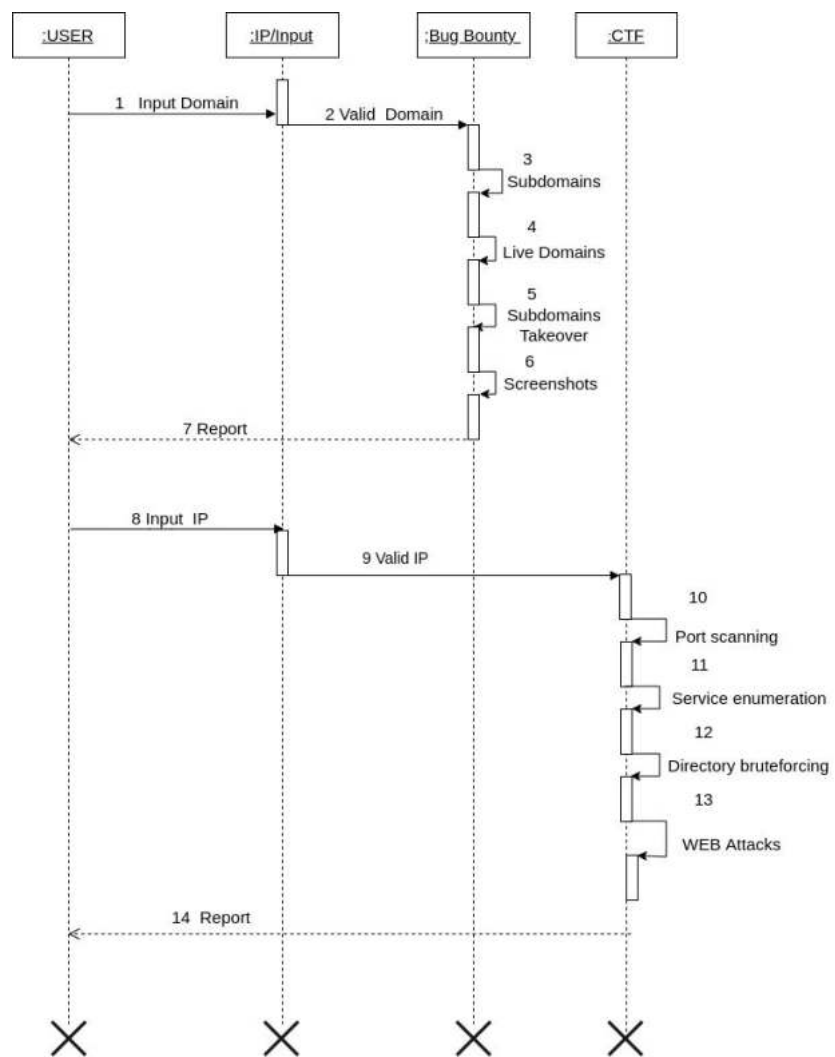 :USER
:IP/Input
:Bug Bounty
:CTF
1 Input Domain
2 Valid Domain
3
Subdomains
4
Live Domains
5
Subdomains
Takeover
6
Screenshots
7 Report
8 Input IP
9 Valid IP
10
Port scanning
11
Service enumeration
12
Directory bruteforcing
13
WEB Attacks
14 Report